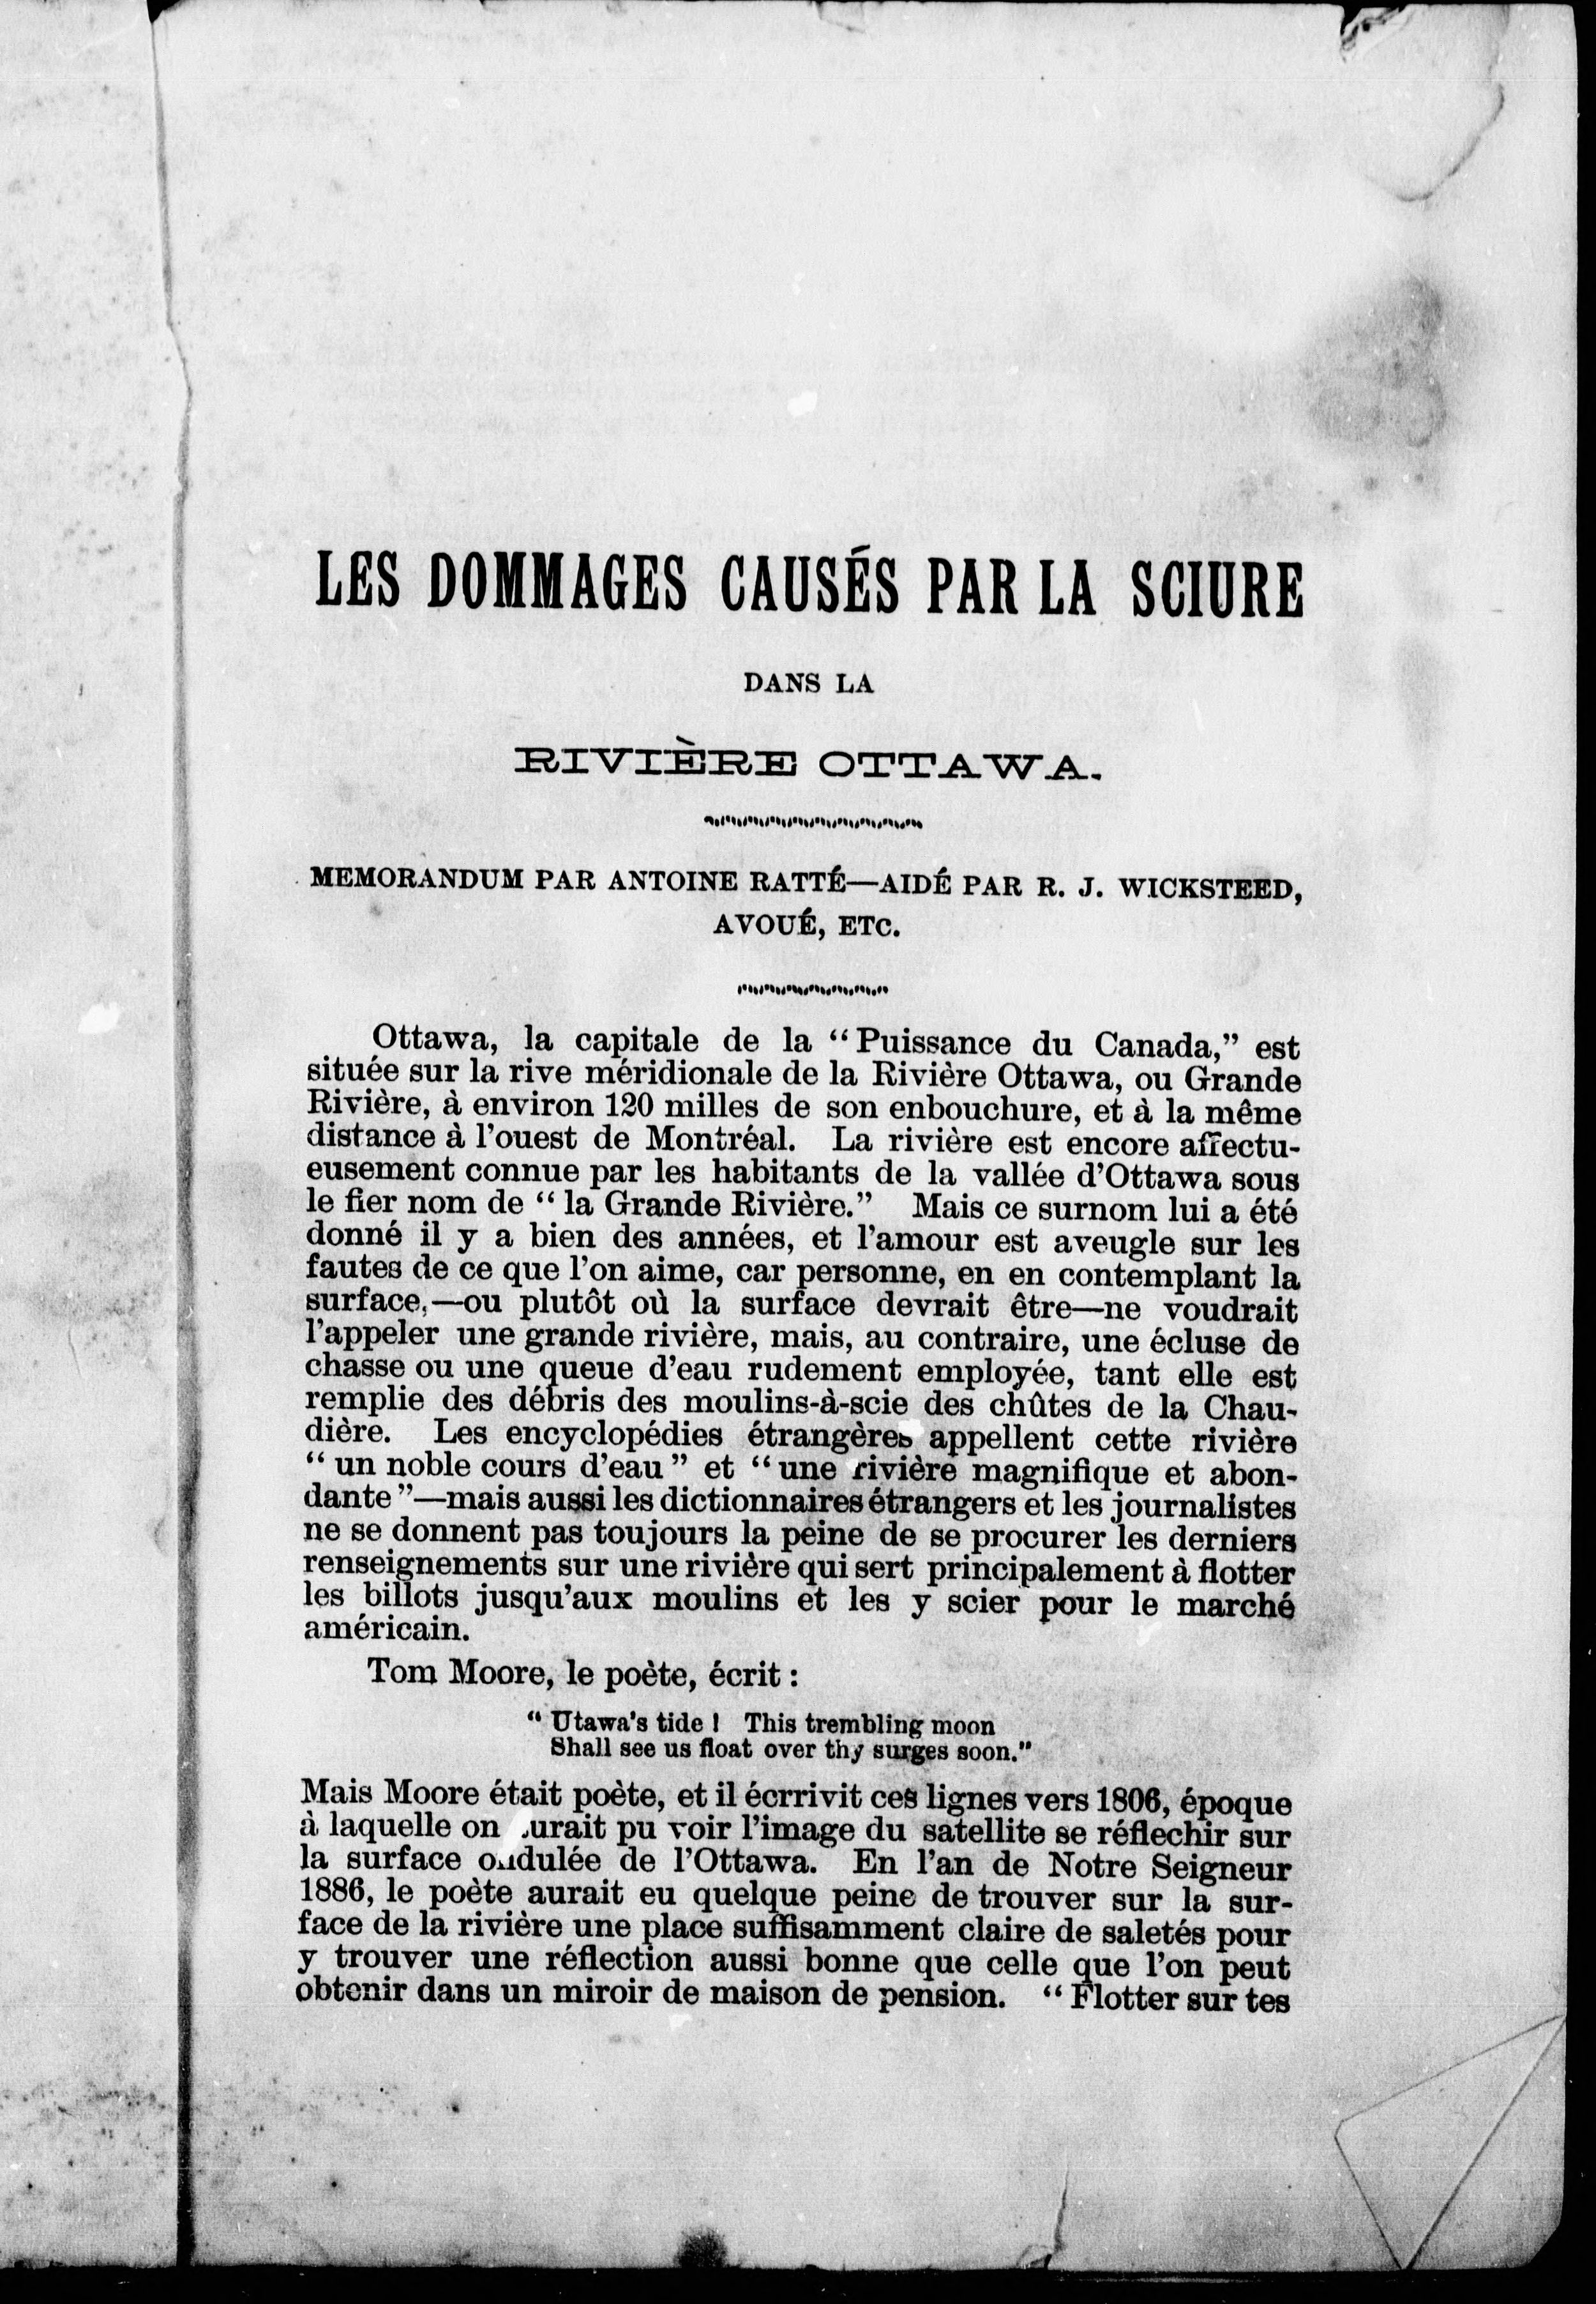 LES DOMMAGES CAUSÉS PAR LA SCIURE
DANS LA
RIVIÈRE OTTAWA.
MEMORANDUM PAR ANTOINE RATTÉ—AIDÉ PAR R. J. WICKSTEED,
AVOUÉ, ETC.
Ottawa, la capitale de la “Puissance du Canada,” est
située sur la rive méridionale de la Rivière Ottawa, ou Grande
Rivière, à environ 120 milles de son enbouchure, et à la même
distance à l’ouest de Montréal. La rivière est encore affectu-
eusement connue par les habitants de la vallée d’Ottawa sous
le fier nom de “la Grande Rivière.” Mais ce surnom lui a été
donné il y a bien des années, et l’amour est aveugle sur les
fautes de ce que l’on aime, car personne, en en contemplant la
surface,—ou plutôt où la surface devrait être—ne voudrait
l’appeler une grande rivière, mais, au contraire, une écluse de
chasse ou une queue d’eau rudement employée, tant elle est
remplie des débris des moulins-à-scie des chûtes de la Chau-
dière. Les encyclopédies étrangères appellent cette rivière
“un noble cours d’eau” et “une rivière magnifique et abon-
dante”—mais aussi les dictionnaires étrangers et les journalistes
ne se donnent pas toujours la peine de se procurer les derniers
renseignements sur une rivière qui sert principalement à flotter
les billots jusqu’aux moulins et les y scier pour le marché
américain.
Tom Moore, le poète, écrit :
“Utawa’s tide ! This trembling moon
Shall see us float over thy surges soon.”
Mais Moore était poète, et il écrrivit ces lignes vers 1806, époque
à laquelle on aurait pu voir l’image du satellite se réflechir sur
la surface ondulée de l’Ottawa. En l’an de Notre Seigneur
1886, le poète aurait eu quelque peine de trouver sur la sur-
face de la rivière une place suffisamment claire de saletés pour
y trouver une réflection aussi bonne que celle que l’on peut
obtenir dans un miroir de maison de pension. “Flotter sur tes